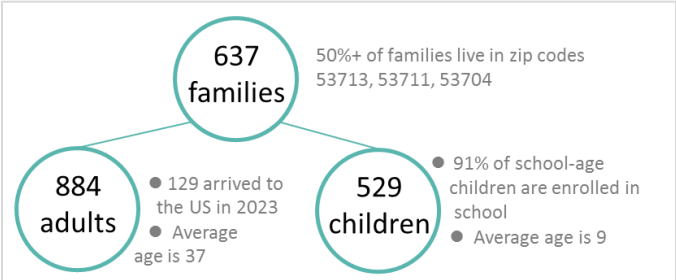 637
families
50%+ of families live in zip codes
53713, 53711, 53704
884
adults
● 129 arrived to
the US in 2023
● Average
age is 37
529
children
● 91% of school-age
children are enrolled in
school
● Average age is 9